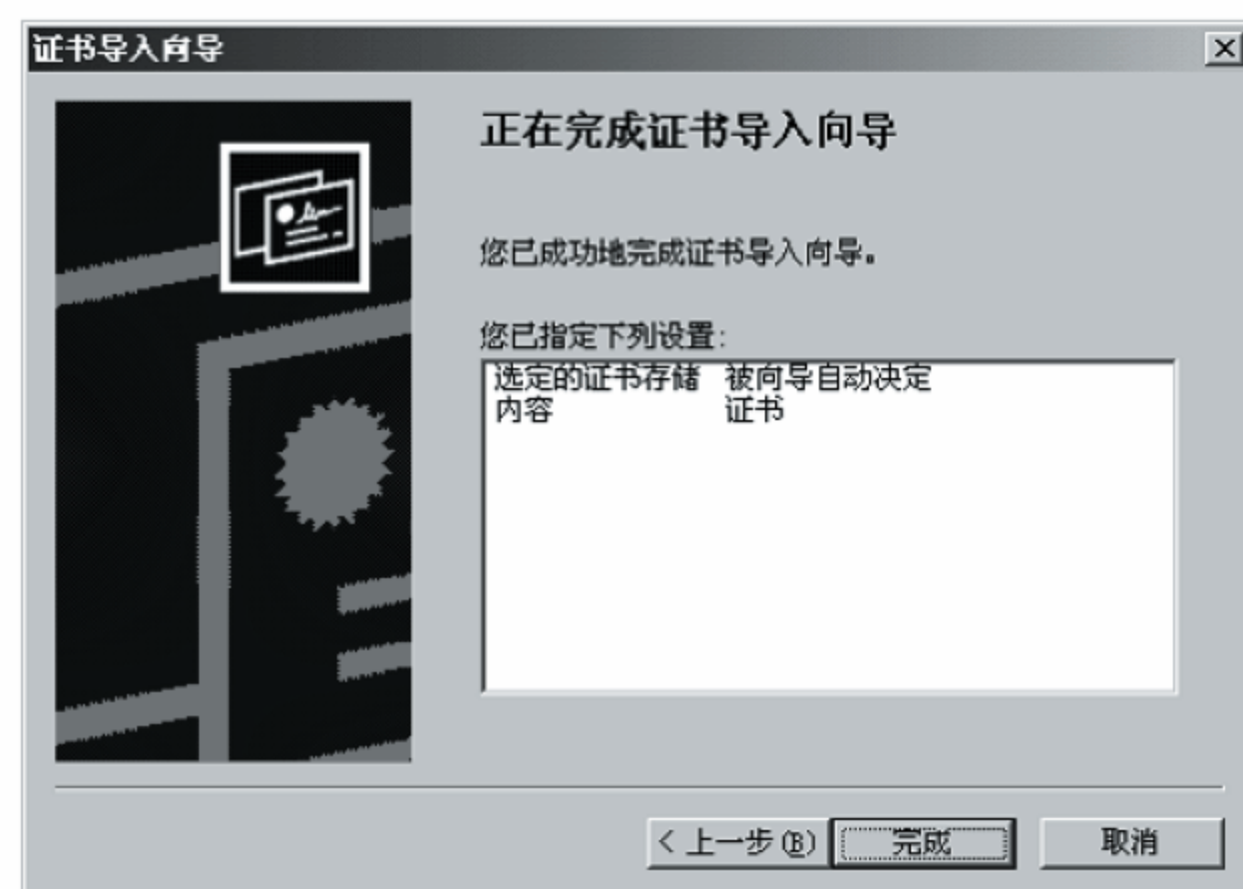 证书导入向导
正在完成证书导入向导
您已成功地完成证书导入向导。
您已指定下列设置:
选定的证书存储 被向导自动决定
内容 证书
< 上一步(B) 完成 取消